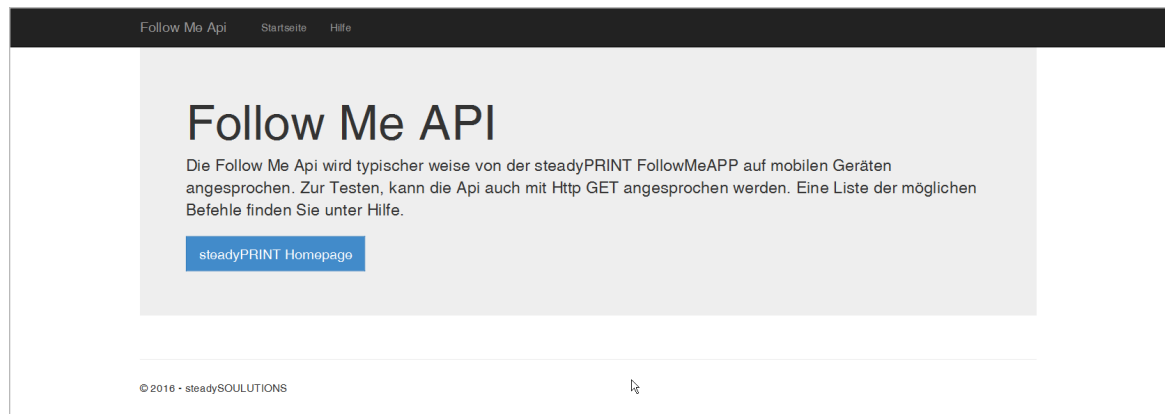 Follow Me Api Startseite Hilfe
Follow Me API
Die Follow Me Api wird typischer weise von der steadyPRINT FollowMeAPP auf mobilen Geräten
angesprochen. Zur Testen, kann die Api auch mit Http GET angesprochen werden. Eine Liste der möglichen
Befehle finden Sie unter Hilfe.
steadyPRINT Homepage
© 2016 - steadySOULUTIONS